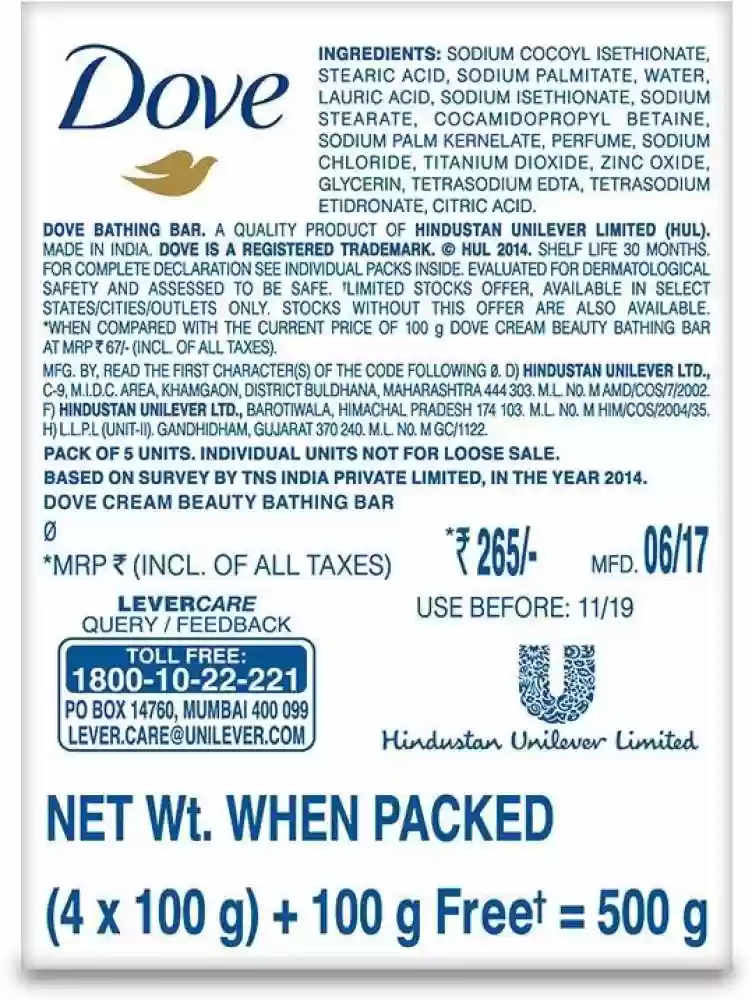 Dove
INGREDIENTS: SODIUM COCOYL ISETHIONATE,
STEARIC ACID, SODIUM PALMITATE, WATER,
LAURIC ACID, SODIUM ISETHIONATE, SODIUM
STEARATE, COCAMIDOPROPYL BETAINE,
SODIUM PALM KERNELATE, PERFUME, SODIUM
CHLORIDE, TITANIUM DIOXIDE, ZINC OXIDE,
GLYCERIN, TETRASODIUM EDTA, TETRASODIUM
ETIDRONATE, CITRIC ACID.
DOVE BATHING BAR. A QUALITY PRODUCT OF HINDUSTAN UNILEVER LIMITED (HUL).
MADE IN INDIA. DOVE IS A REGISTERED TRADEMARK. © HUL 2014. SHELF LIFE 30 MONTHS.
FOR COMPLETE DECLARATION SEE INDIVIDUAL PACKS INSIDE. EVALUATED FOR DERMATOLOGICAL
SAFETY AND ASSESSED TO BE SAFE. †LIMITED STOCKS OFFER, AVAILABLE IN SELECT
STATES/CITIES/OUTLETS ONLY. STOCKS WITHOUT THIS OFFER ARE ALSO AVAILABLE.
*WHEN COMPARED WITH THE CURRENT PRICE OF 100 g DOVE CREAM BEAUTY BATHING BAR
AT MRP ₹ 67/- (INCL. OF ALL TAXES).
MFG. BY, READ THE FIRST CHARACTER(S) OF THE CODE FOLLOWING Ø. D) HINDUSTAN UNILEVER LTD.,
C-9, M.I.D.C. AREA, KHAMGAON, DISTRICT BULDHANA, MAHARASHTRA 444 303. M.L. NO. M AMD/COS/7/2002.
F) HINDUSTAN UNILEVER LTD., BAROTIWALA, HIMACHAL PRADESH 174 103. M.L. NO. M HIM/COS/2004/35.
H) L.L.P.L (UNIT-II). GANDHIDHAM, GUJARAT 370 240. M.L. NO. M GC/1122.
PACK OF 5 UNITS. INDIVIDUAL UNITS NOT FOR LOOSE SALE.
BASED ON SURVEY BY TNS INDIA PRIVATE LIMITED, IN THE YEAR 2014.
DOVE CREAM BEAUTY BATHING BAR
Ø
*MRP ₹ (INCL. OF ALL TAXES) *₹ 265/- MFD. 06/17
USE BEFORE: 11/19
LEVERCARE
QUERY / FEEDBACK
TOLL FREE:
1800-10-22-221
PO BOX 14760, MUMBAI 400 099
LEVER.CARE@UNILEVER.COM
Hindustan Unilever Limited
NET Wt. WHEN PACKED
(4 x 100 g) + 100 g Free† = 500 g